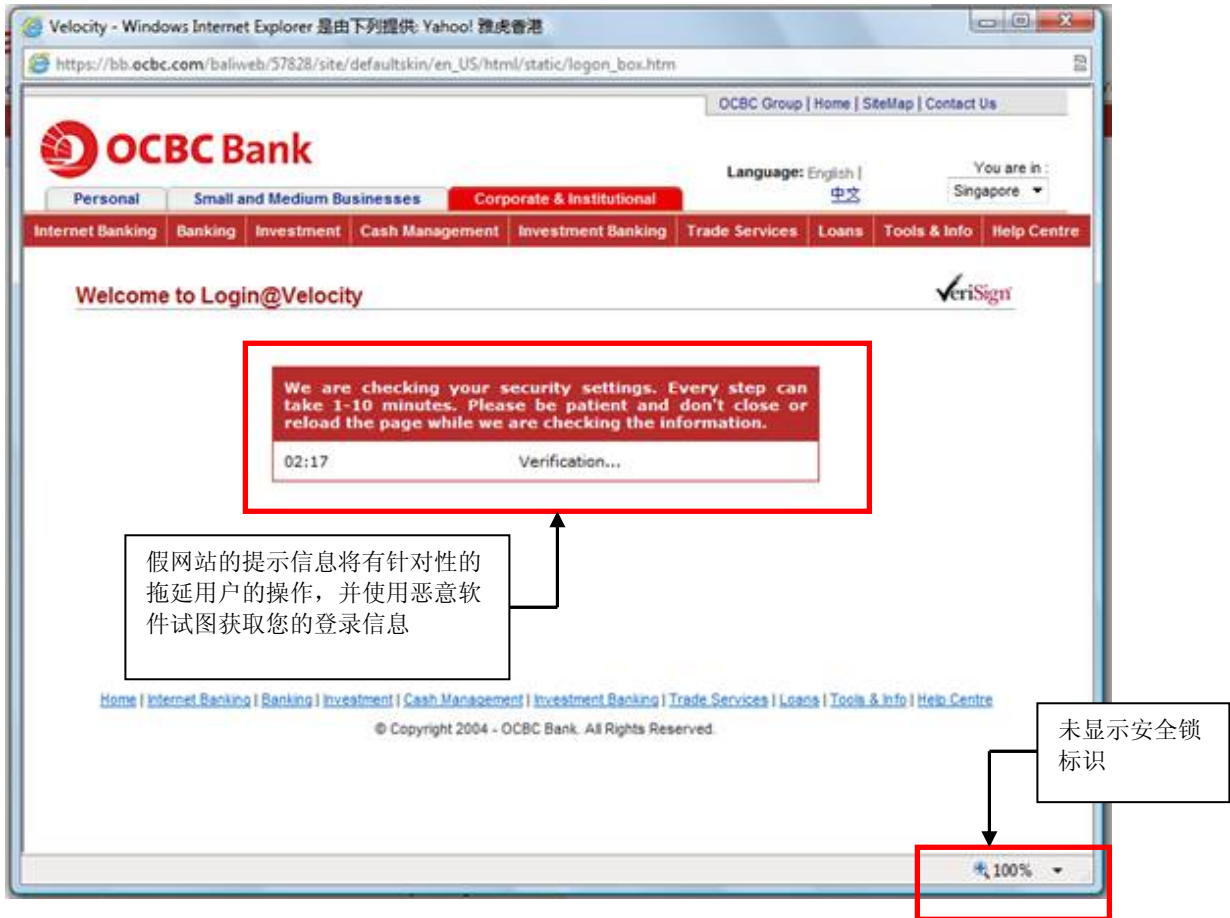 Velocity - Windows Internet Explorer 是由下列提供: Yahoo! 雅虎香港
https://bb.ocbc.com/baliweb/57828/site/defaultskin/en_US/html/static/logon_box.htm
OCBC Group | Home | SiteMap | Contact Us
OCBC Bank
Language: English |
中文
You are in :
Singapore
Personal
Small and Medium Businesses
Corporate & Institutional
Internet Banking Banking Investment Cash Management Investment Banking Trade Services Loans Tools & Info Help Centre
Welcome to Login@Velocity
VeriSign
We are checking your security settings. Every step can
take 1-10 minutes. Please be patient and don't close or
reload the page while we are checking the information.
02:17 Verification...
假网站的提示信息将有针对性的
拖延用户的操作，并使用恶意软
件试图获取您的登录信息
Home | Internet Banking | Banking | Investment | Cash Management | Investment Banking | Trade Services | Loans | Tools & Info | Help Centre
© Copyright 2004 - OCBC Bank. All Rights Reserved.
未显示安全锁
标识
100%